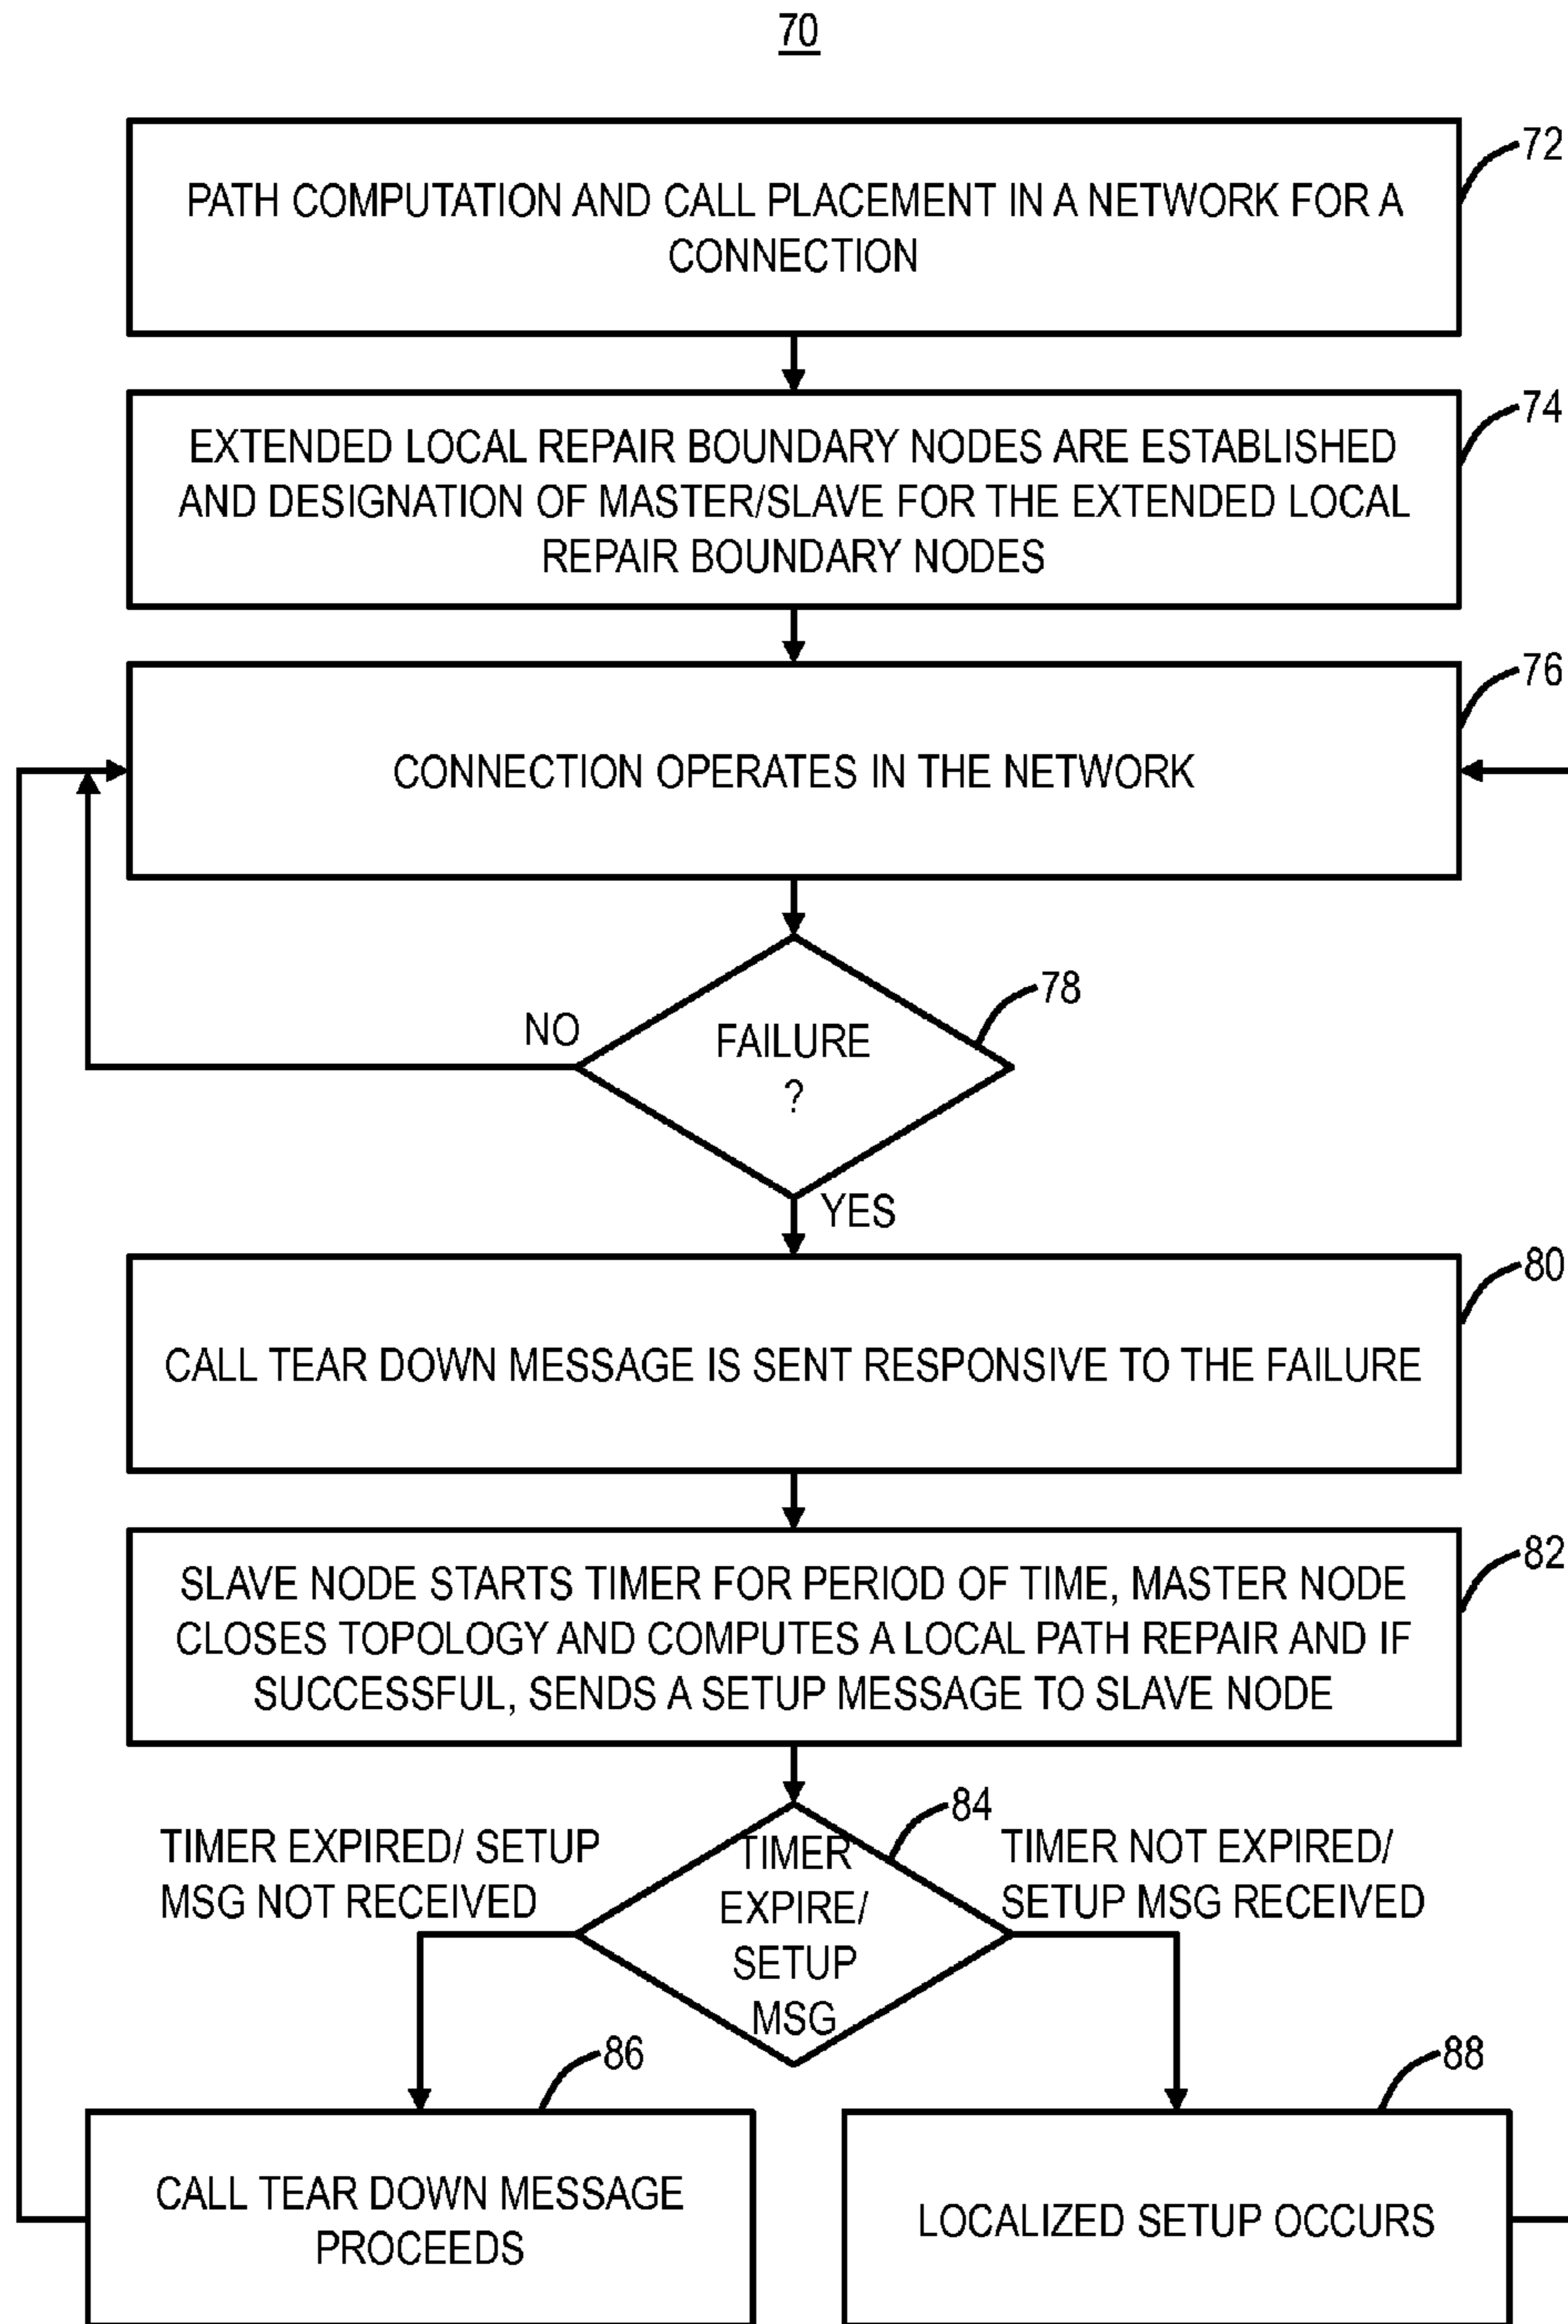 70
PATH COMPUTATION AND CALL PLACEMENT IN A NETWORK FOR A
CONNECTION
72
EXTENDED LOCAL REPAIR BOUNDARY NODES ARE ESTABLISHED
AND DESIGNATION OF MASTER/SLAVE FOR THE EXTENDED LOCAL
REPAIR BOUNDARY NODES
74
CONNECTION OPERATES IN THE NETWORK
76
FAILURE
?
78
NO
YES
CALL TEAR DOWN MESSAGE IS SENT RESPONSIVE TO THE FAILURE
80
SLAVE NODE STARTS TIMER FOR PERIOD OF TIME, MASTER NODE
CLOSES TOPOLOGY AND COMPUTES A LOCAL PATH REPAIR AND IF
SUCCESSFUL, SENDS A SETUP MESSAGE TO SLAVE NODE
82
TIMER EXPIRED/ SETUP
MSG NOT RECEIVED
TIMER
EXPIRE/
SETUP
MSG
84
TIMER NOT EXPIRED/
SETUP MSG RECEIVED
CALL TEAR DOWN MESSAGE
PROCEEDS
86
LOCALIZED SETUP OCCURS
88